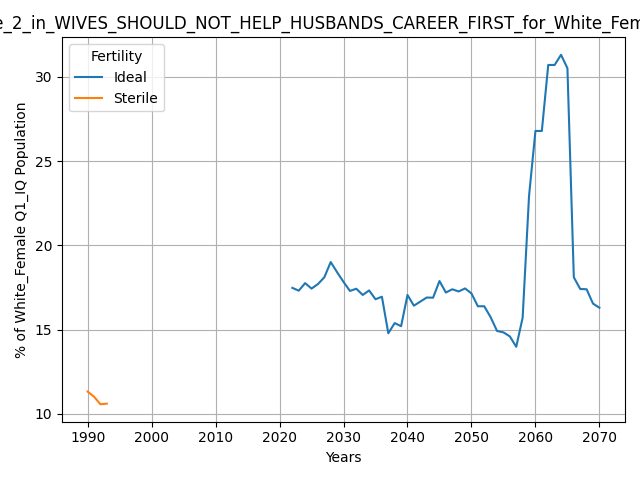 e_2_in_WIVES_SHOULD_NOT_HELP_HUSBANDS_CAREER_FIRST_for_White_Fem
Fertility
Ideal
Sterile
% of White_Female Q1_IQ Population
30
25
20
15
10
1990 2000 2010 2020 2030 2040 2050 2060 2070
Years